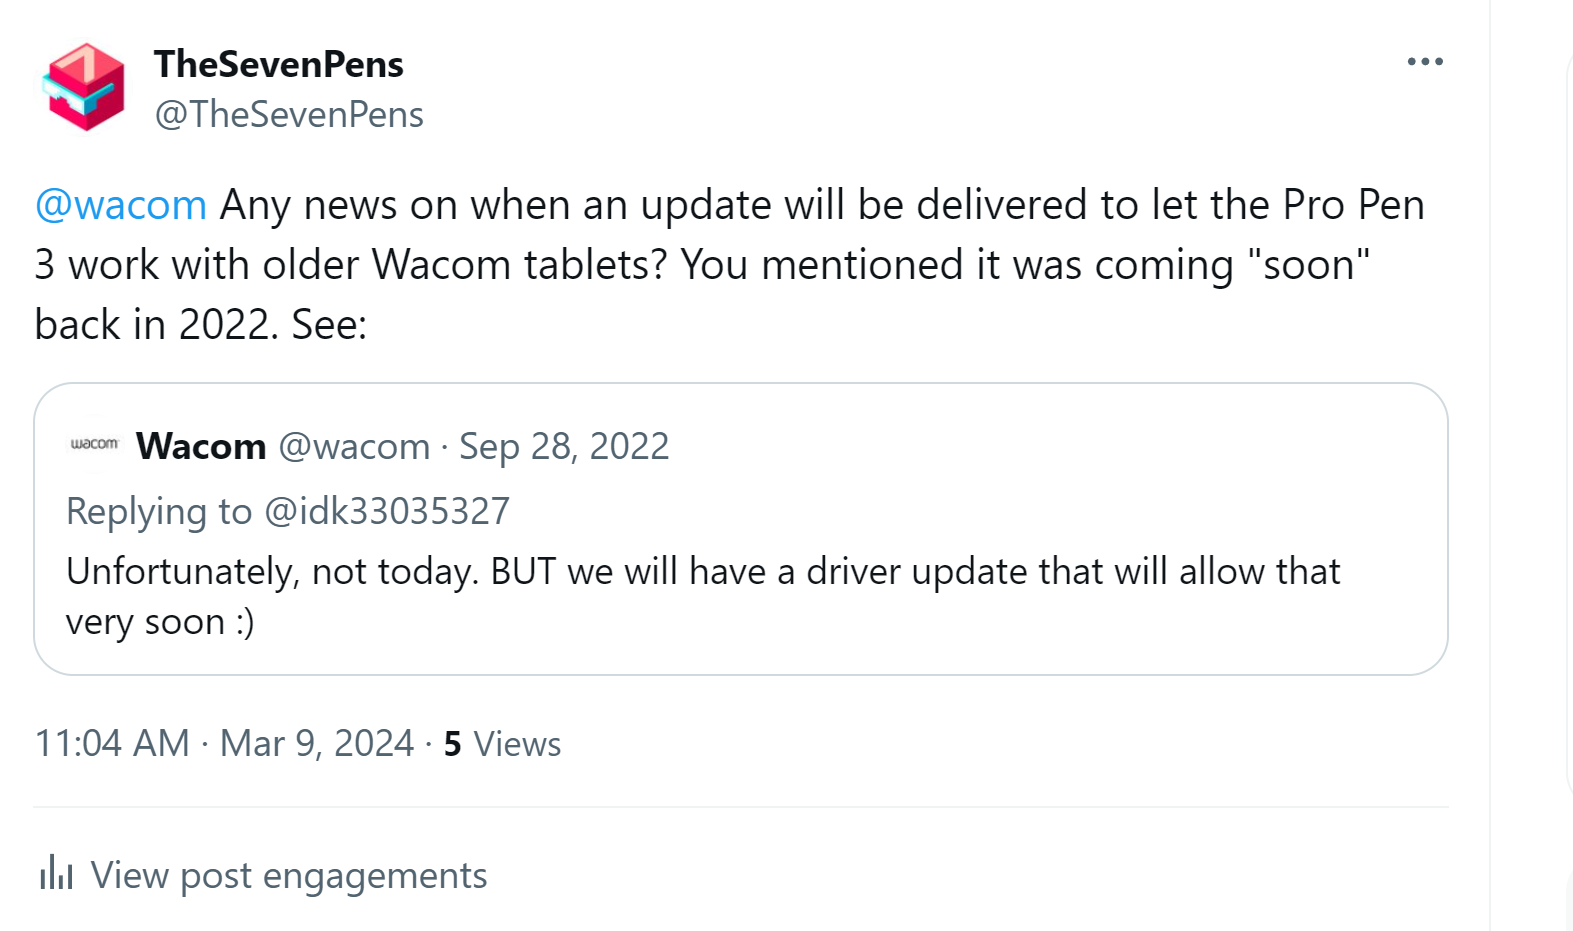 TheSevenPens
@TheSevenPens
@wacom Any news on when an update will be delivered to let the Pro Pen
3 work with older Wacom tablets? You mentioned it was coming "soon"
back in 2022. See:
wacom
Wacom @wacom · Sep 28, 2022
Replying to @idk33035327
Unfortunately, not today. BUT we will have a driver update that will allow that
very soon :)
11:04 AM · Mar 9, 2024 · 5 Views
View post engagements